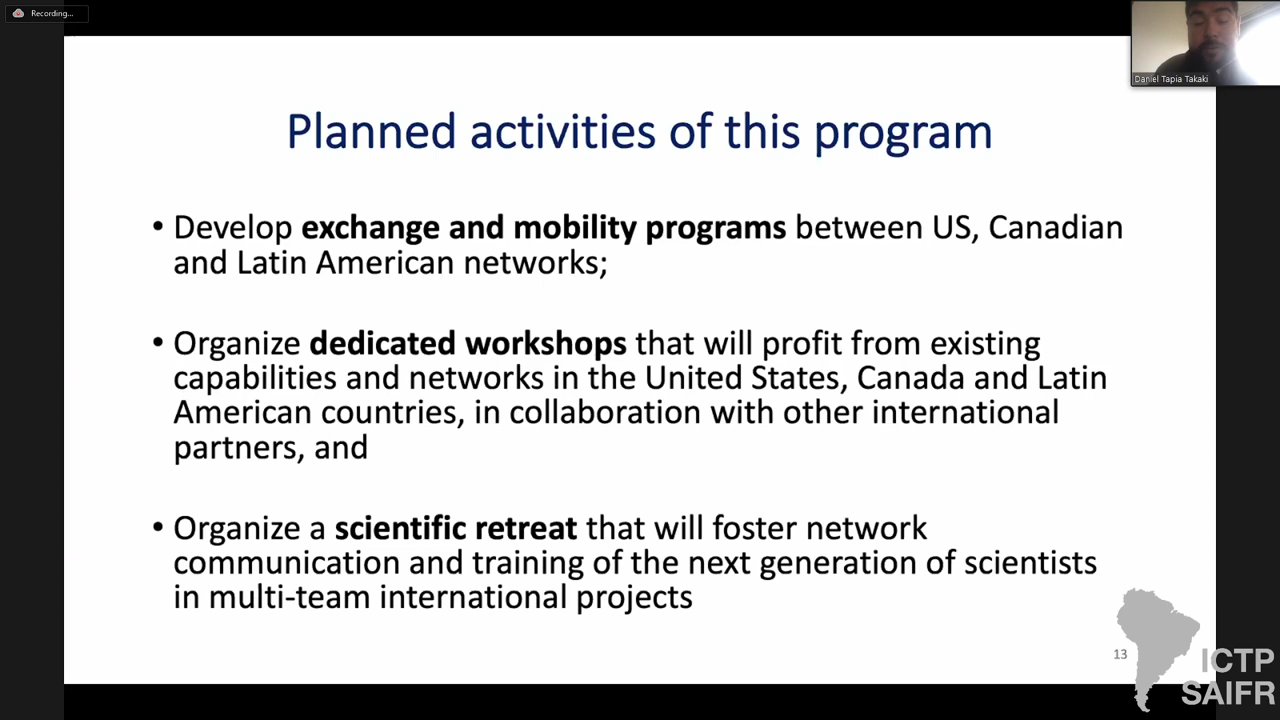 Recording...
Daniel Tapia Takaki
Planned activities of this program
• Develop exchange and mobility programs between US, Canadian
and Latin American networks;
• Organize dedicated workshops that will profit from existing
capabilities and networks in the United States, Canada and Latin
American countries, in collaboration with other international
partners, and
• Organize a scientific retreat that will foster network
communication and training of the next generation of scientists
in multi-team international projects
13
ICTP
SAIFR